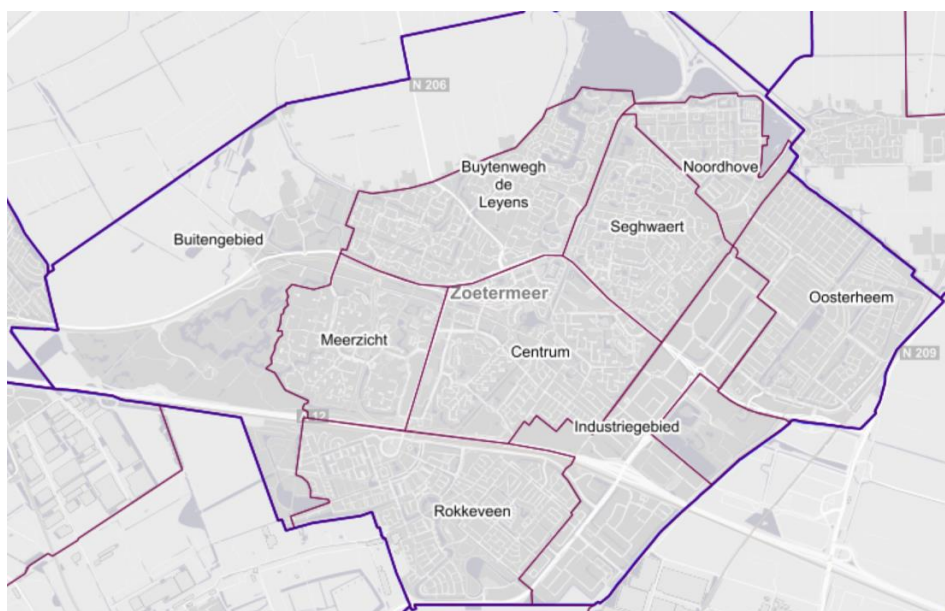 N 206
Buytenwegh
de
Leyens
Noordhove
Seghwaert
Buitengebied
Zoetermeer
Oosterheem
Meerzicht
Centrum
N 209
Industriegebied
Rokkeveen